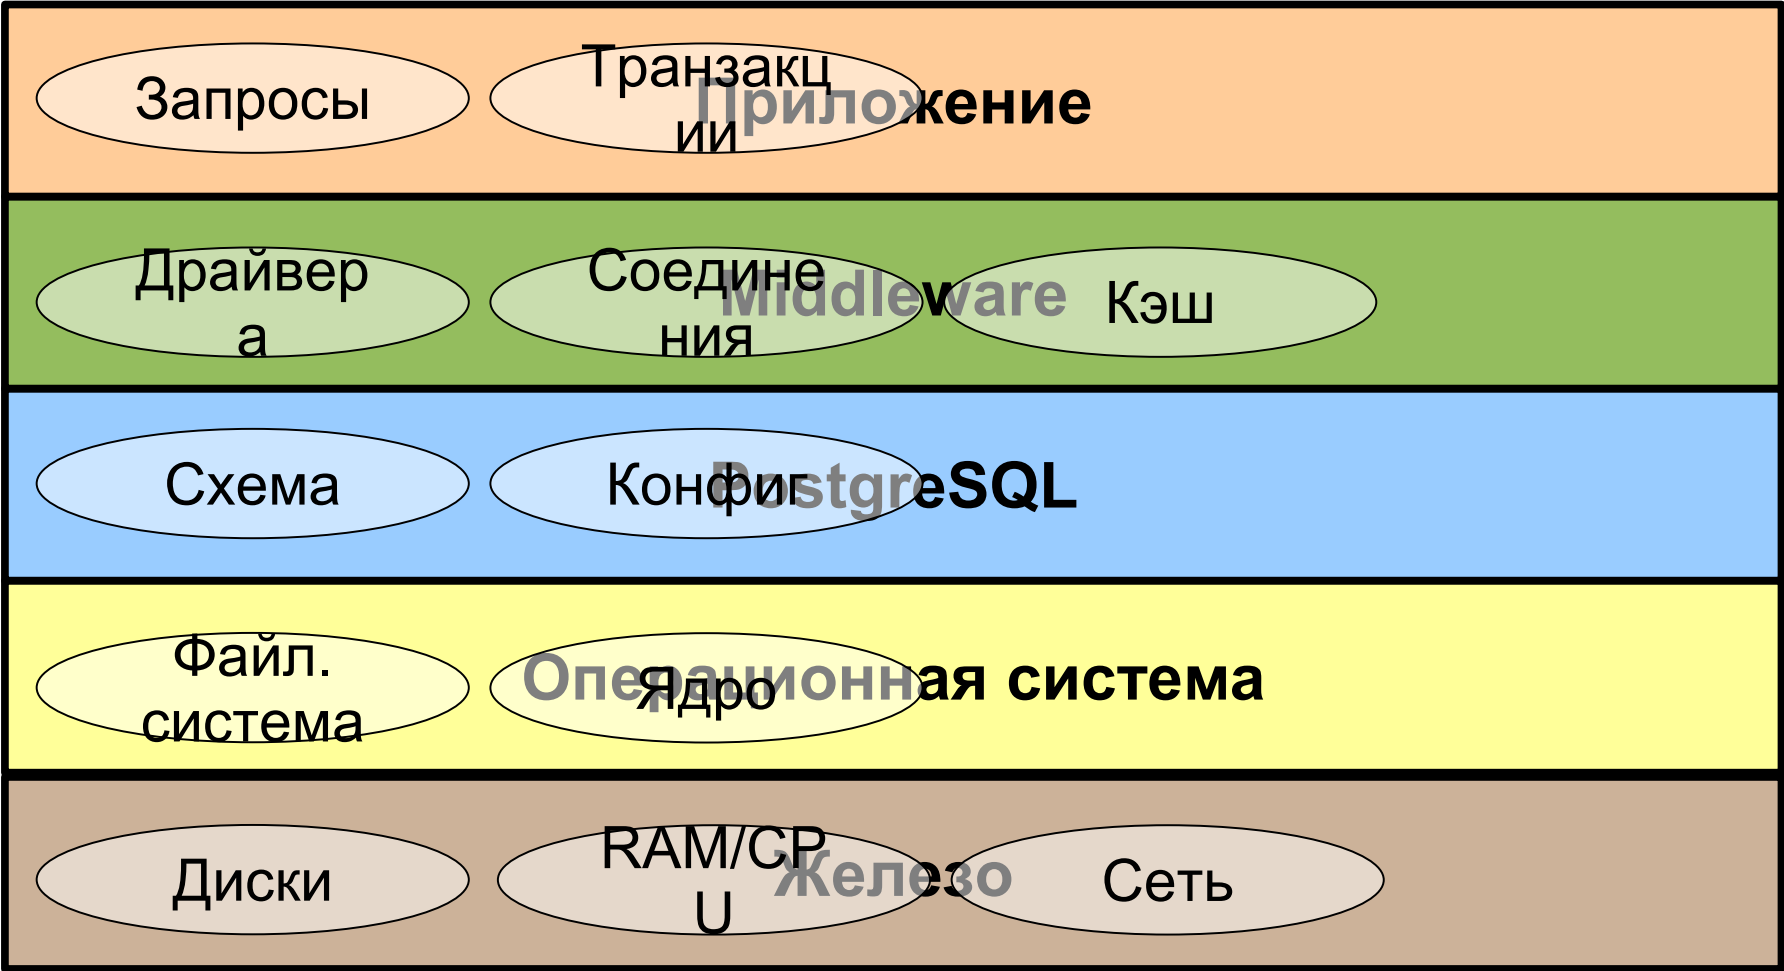 Запросы
Транзакц
ии
Приложение
Драйвер
а
Соедине
ния
Middleware
Кэш
Схема
Конфиг
PostgreSQL
Файл.
система
Ядро
Операционная система
Диски
RAM/CP
U
Железо
Сеть